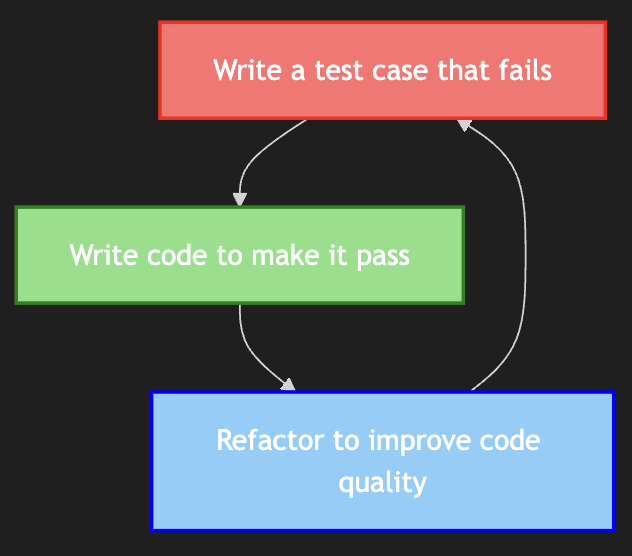 Write a test case that fails
Write code to make it pass
Refactor to improve code
quality